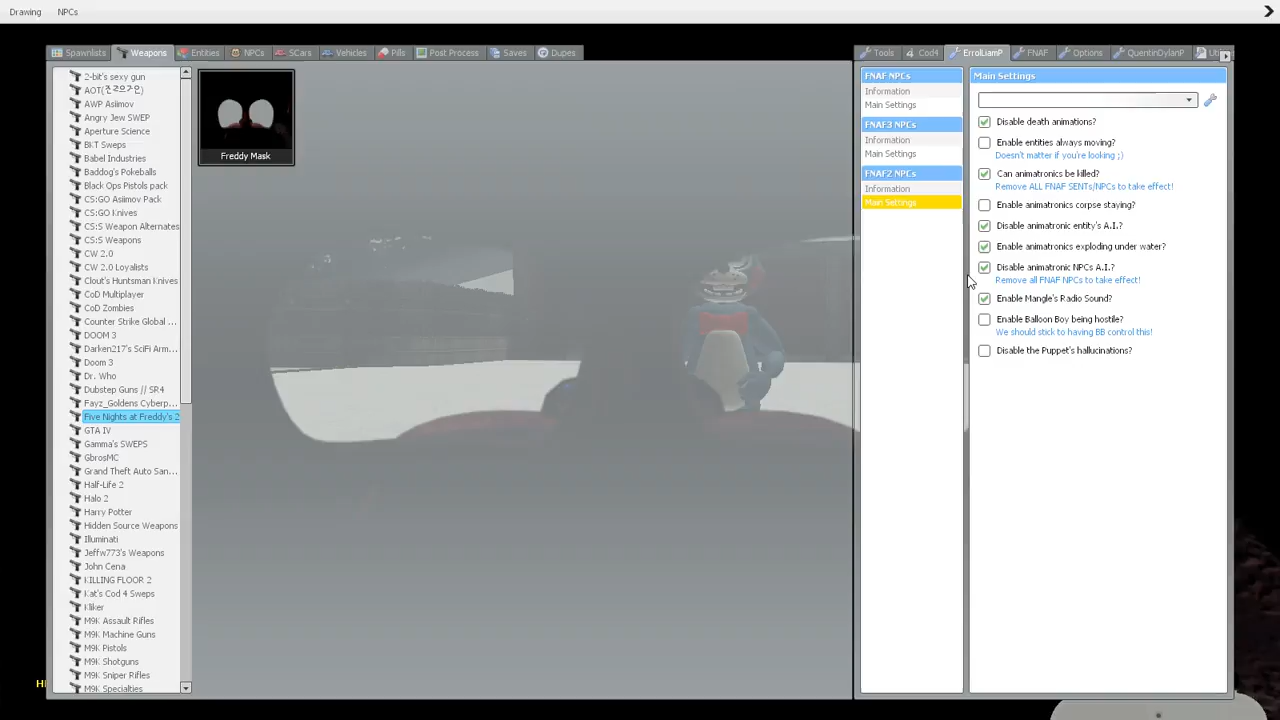 Drawing NPCs
Spawnlists Weapons Entities NPCs SCars Vehicles Pills Post Process Saves Dupes
Tools Cod4 ErrolLiamP FNAF Options QuentinDylanP
2-bit's sexy gun
AWP Asiimov
Angry Jew SWEP
Aperture Science
BKT Sweps
Babel Industries
Baddog's Pokeballs
Black Ops Pistols pack
CS:GO Asiimov Pack
CS:GO Knives
CS:S Weapon Alternates
CS:S Weapons
CW 2.0
CW 2.0 Loyalists
Clout's Huntsman Knives
CoD Multiplayer
CoD Zombies
Counter Strike Global ...
DOOM 3
Darken217's SciFi Arm...
Doom 3
Dr. Who
Dubstep Guns // SR4
Fayz_Goldens Cyberp...
Five Nights at Freddy's 2
GTA IV
Gamma's SWEPS
GbrosMC
Grand Theft Auto San...
Half-Life 2
Halo 2
Harry Potter
Hidden Source Weapons
Illuminati
Jeffw773's Weapons
John Cena
KILLING FLOOR 2
Kat's Cod 4 Sweps
Kliker
M9K Assault Rifles
M9K Machine Guns
M9K Pistols
M9K Shotguns
M9K Sniper Rifles
M9K Specialties
Freddy Mask
FNAF NPCs
Information
Main Settings
FNAF3 NPCs
Information
Main Settings
FNAF2 NPCs
Information
Main Settings
Main Settings
Disable death animations?
Enable entities always moving?
Doesn't matter if you're looking ;)
Can animatronics be killed?
Remove ALL FNAF SENTs/NPCs to take effect!
Enable animatronics corpse staying?
Disable animatronic entity's A.I.?
Enable animatronics exploding under water?
Disable animatronic NPCs A.I.?
Remove all FNAF NPCs to take effect!
Enable Mangle's Radio Sound?
Enable Balloon Boy being hostile?
We should stick to having BB control this!
Disable the Puppet's hallucinations?